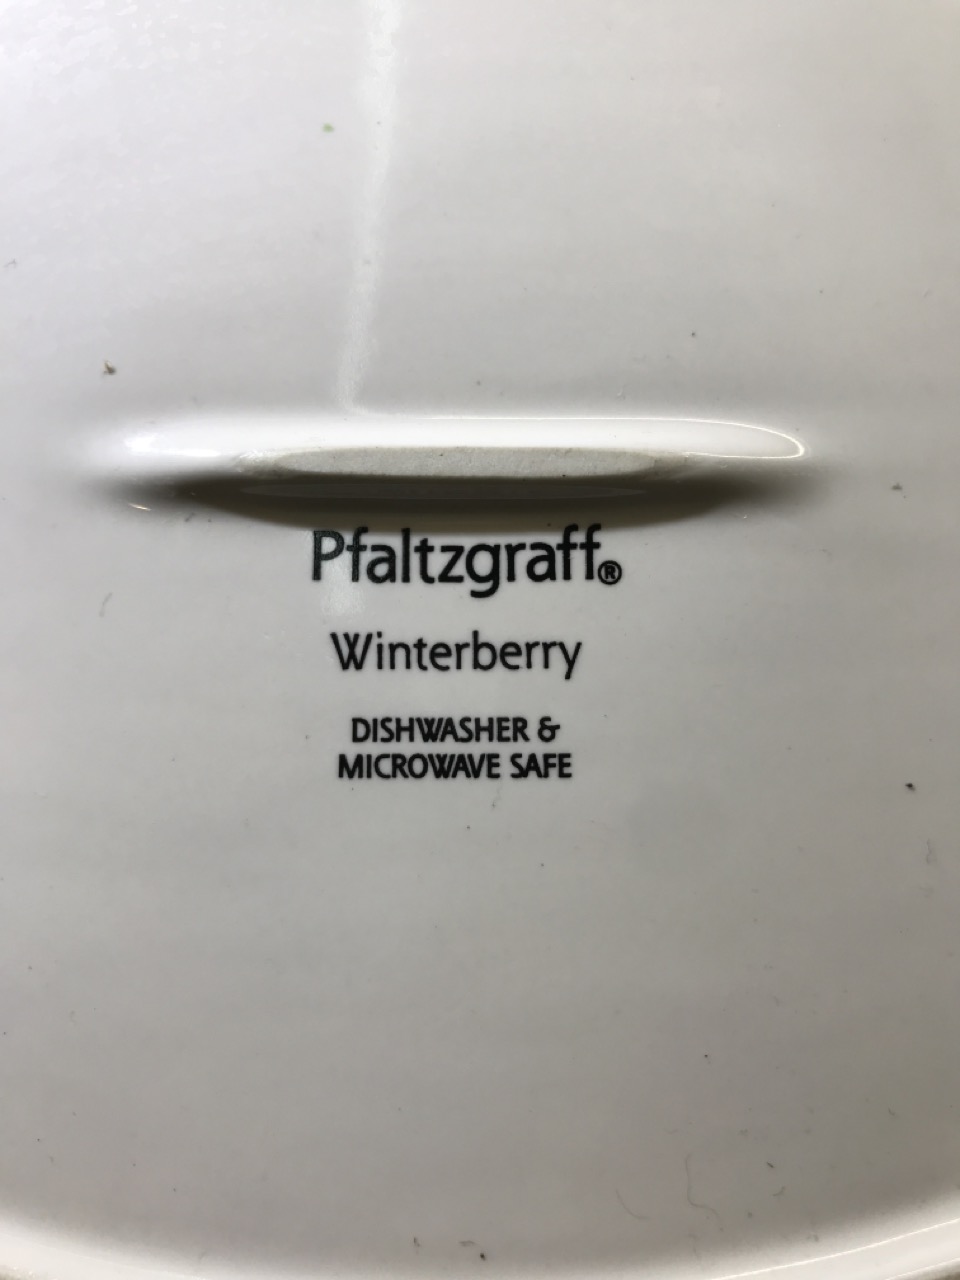 Pfaltzgraff®
Winterberry
DISHWASHER &
MICROWAVE SAFE